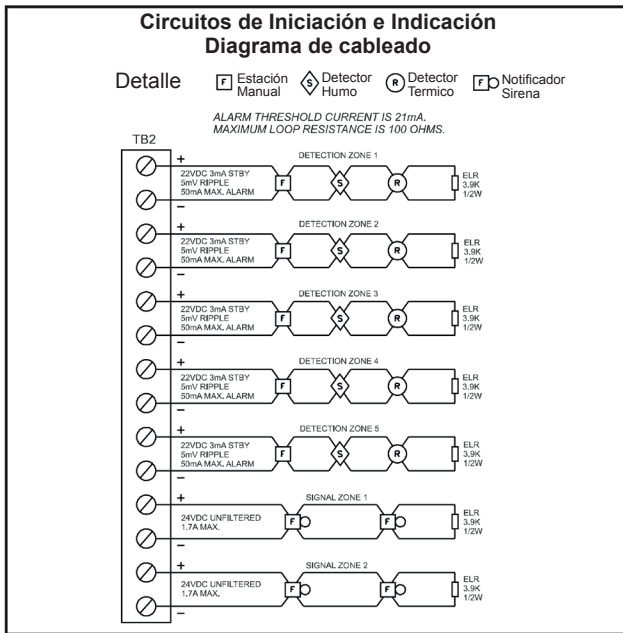 Circuitos de Iniciación e Indicación
Diagrama de cableado
Detalle
F Estación Manual
S Detector Humo
R Detector Termico
F Notificador Sirena
ALARM THRESHOLD CURRENT IS 21mA.
MAXIMUM LOOP RESISTANCE IS 100 OHMS.
TB2
DETECTION ZONE 1
+
22VDC 3mA STBY
5mV RIPPLE
50mA MAX. ALARM
–
F S R
ELR
3.9K
1/2W
DETECTION ZONE 2
+
22VDC 3mA STBY
5mV RIPPLE
50mA MAX. ALARM
–
F S R
ELR
3.9K
1/2W
DETECTION ZONE 3
+
22VDC 3mA STBY
5mV RIPPLE
50mA MAX. ALARM
–
F S R
ELR
3.9K
1/2W
DETECTION ZONE 4
+
22VDC 3mA STBY
5mV RIPPLE
50mA MAX. ALARM
–
F S R
ELR
3.9K
1/2W
DETECTION ZONE 5
+
22VDC 3mA STBY
5mV RIPPLE
50mA MAX. ALARM
–
F S R
ELR
3.9K
1/2W
SIGNAL ZONE 1
+
24VDC UNFILTERED
1.7A MAX.
–
F F
ELR
3.9K
1/2W
SIGNAL ZONE 2
+
24VDC UNFILTERED
1.7A MAX.
–
F F
ELR
3.9K
1/2W